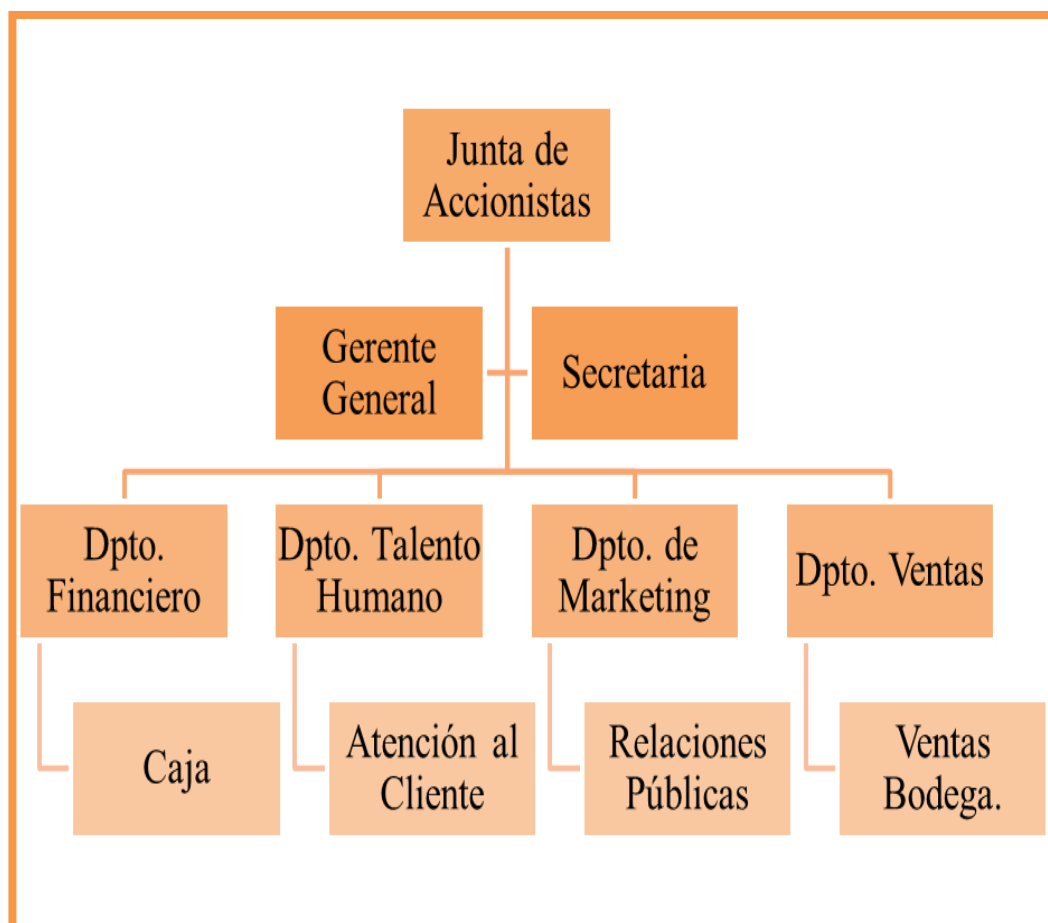 Junta de
Accionistas
Gerente
General
Secretaria
Dpto.
Financiero
Dpto. Talento
Humano
Dpto. de
Marketing
Dpto. Ventas
Caja
Atención al
Cliente
Relaciones
Públicas
Ventas
Bodega.